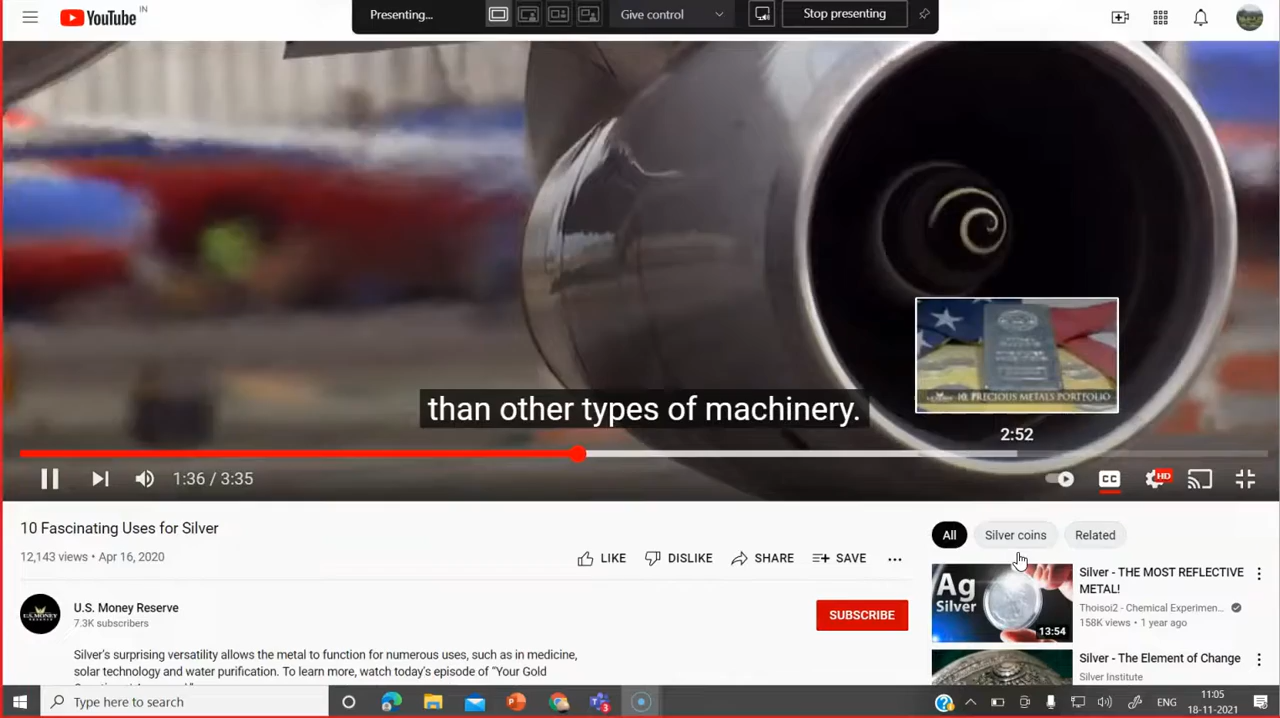 YouTube IN
Presenting...
Give control
Stop presenting
10. PRECIOUS METALS PORTFOLIO
than other types of machinery.
2:52
1:36 / 3:35
CC
HD
10 Fascinating Uses for Silver
12,143 views • Apr 16, 2020
LIKE
DISLIKE
SHARE
SAVE
U.S. MONEY
U.S. Money Reserve
7.3K subscribers
SUBSCRIBE
Silver's surprising versatility allows the metal to function for numerous uses, such as in medicine,
solar technology and water purification. To learn more, watch today's episode of "Your Gold
All
Silver coins
Related
Ag
Silver
13:54
Silver - THE MOST REFLECTIVE
METAL!
Thoisoi2 - Chemical Experimen...
158K views • 1 year ago
Silver - The Element of Change
Silver Institute
Type here to search
3
ENG
11:05
18-11-2021